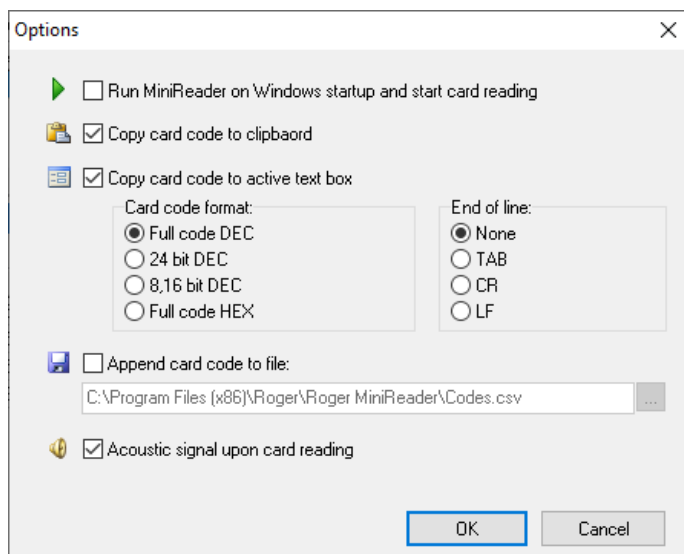 Options
Run MiniReader on Windows startup and start card reading
Copy card code to clipbaord
Copy card code to active text box
Card code format:
Full code DEC
24 bit DEC
8,16 bit DEC
Full code HEX
End of line:
None
TAB
CR
LF
Append card code to file:
C:\Program Files (x86)\Roger\Roger MiniReader\Codes.csv
...
Acoustic signal upon card reading
OK
Cancel